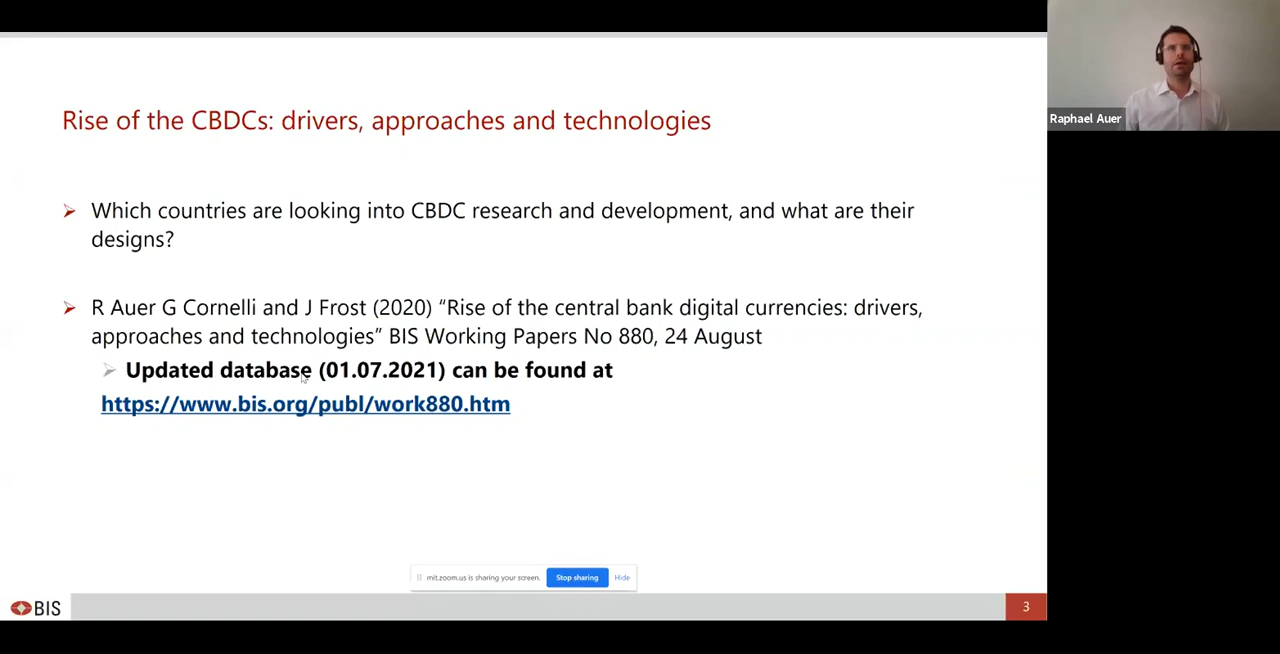 Rise of the CBDCs: drivers, approaches and technologies
Raphael Auer
Which countries are looking into CBDC research and development, and what are their
designs?
R Auer G Cornelli and J Frost (2020) “Rise of the central bank digital currencies: drivers,
approaches and technologies” BIS Working Papers No 880, 24 August
Updated database (01.07.2021) can be found at
https://www.bis.org/publ/work880.htm
mit.zoom.us is sharing your screen. Stop sharing Hide
BIS
3